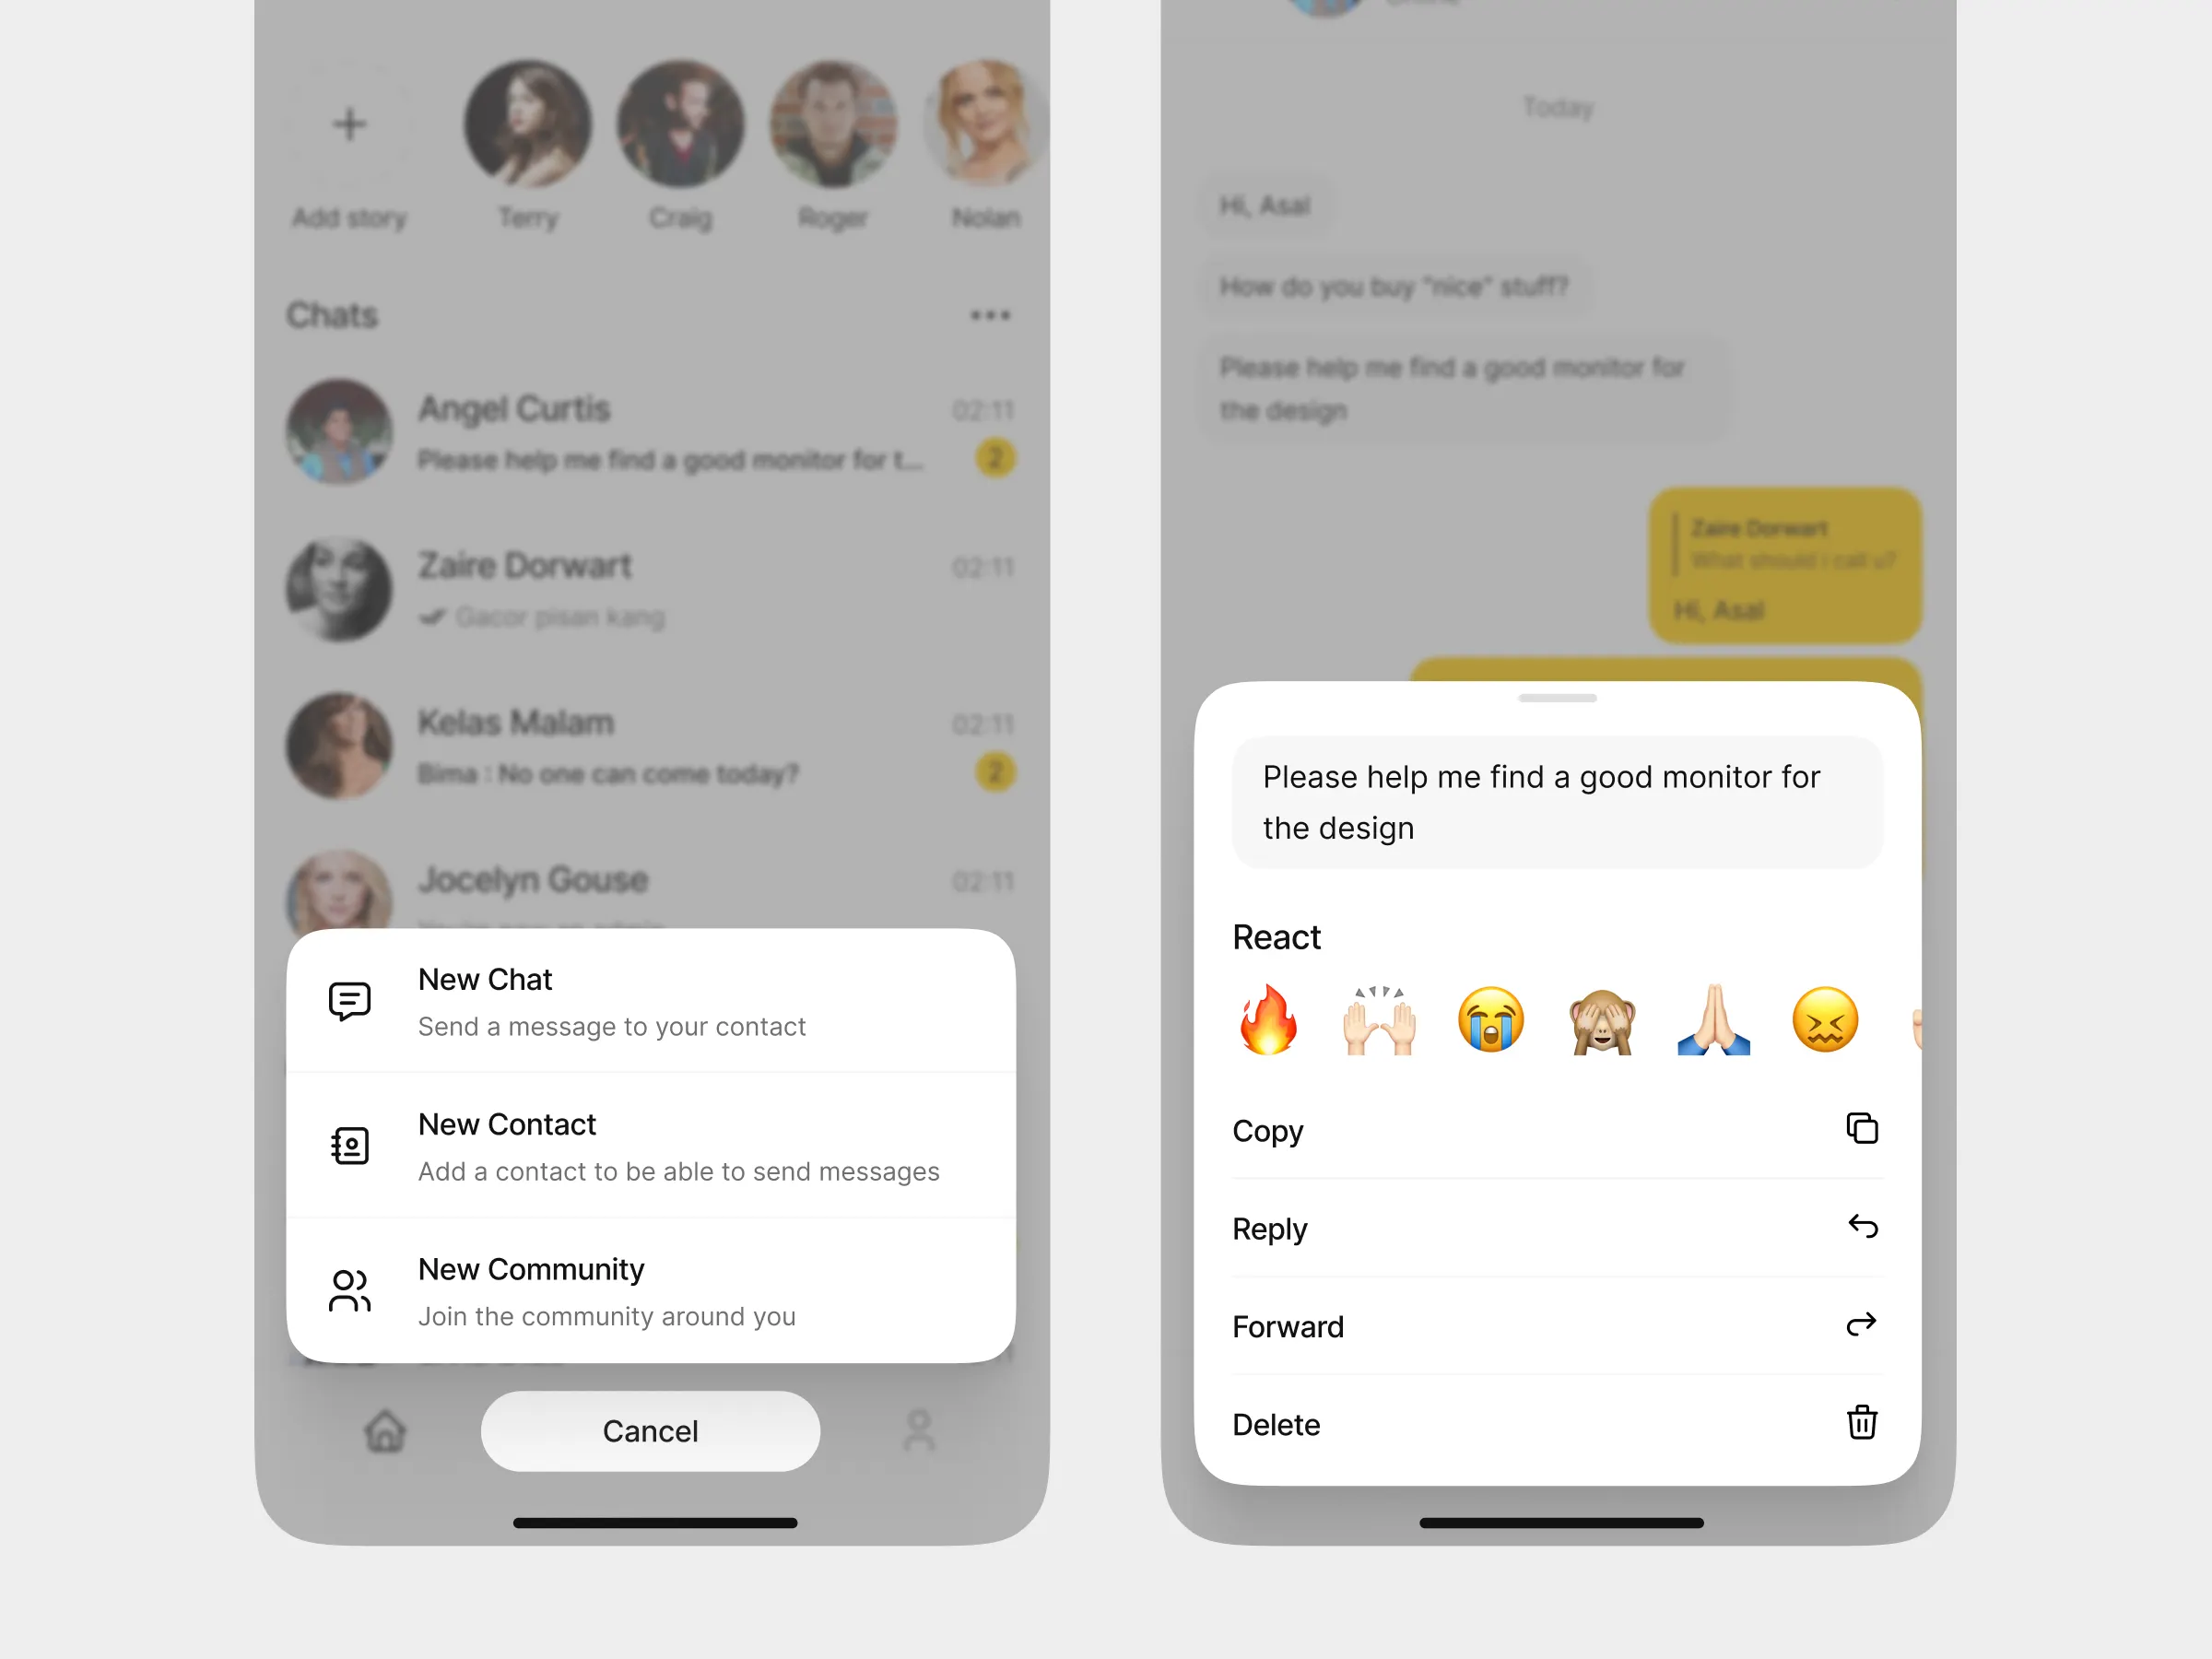 Add story
Terry
Craig
Roger
Nolan
Chats
Angel Curtis
02:11
Please help me find a good monitor for t...
2
Zaire Dorwart
02:11
Gacor pisan kang
Kelas Malam
02:11
Bima : No one can come today?
2
Jocelyn Gouse
02:11
New Chat
Send a message to your contact
New Contact
Add a contact to be able to send messages
New Community
Join the community around you
Cancel
Today
Hi, Asal
How do you buy "nice" stuff?
Please help me find a good monitor for
the design
Zaire Dorwart
What should i call u?
Hi, Asal
Please help me find a good monitor for
the design
React
Copy
Reply
Forward
Delete